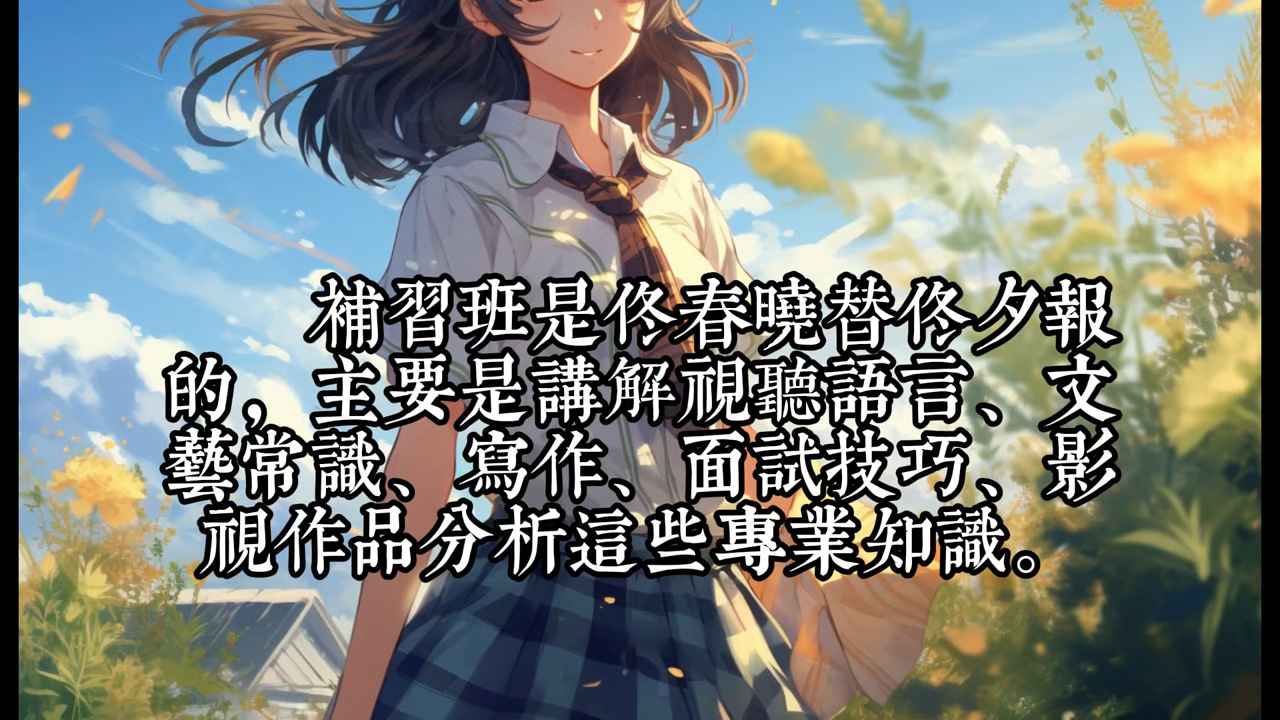 補習班是佟春曉替佟夕報
的，主要是講解視聽語言、文
藝常識、寫作、面試技巧、影
視作品分析這些專業知識。